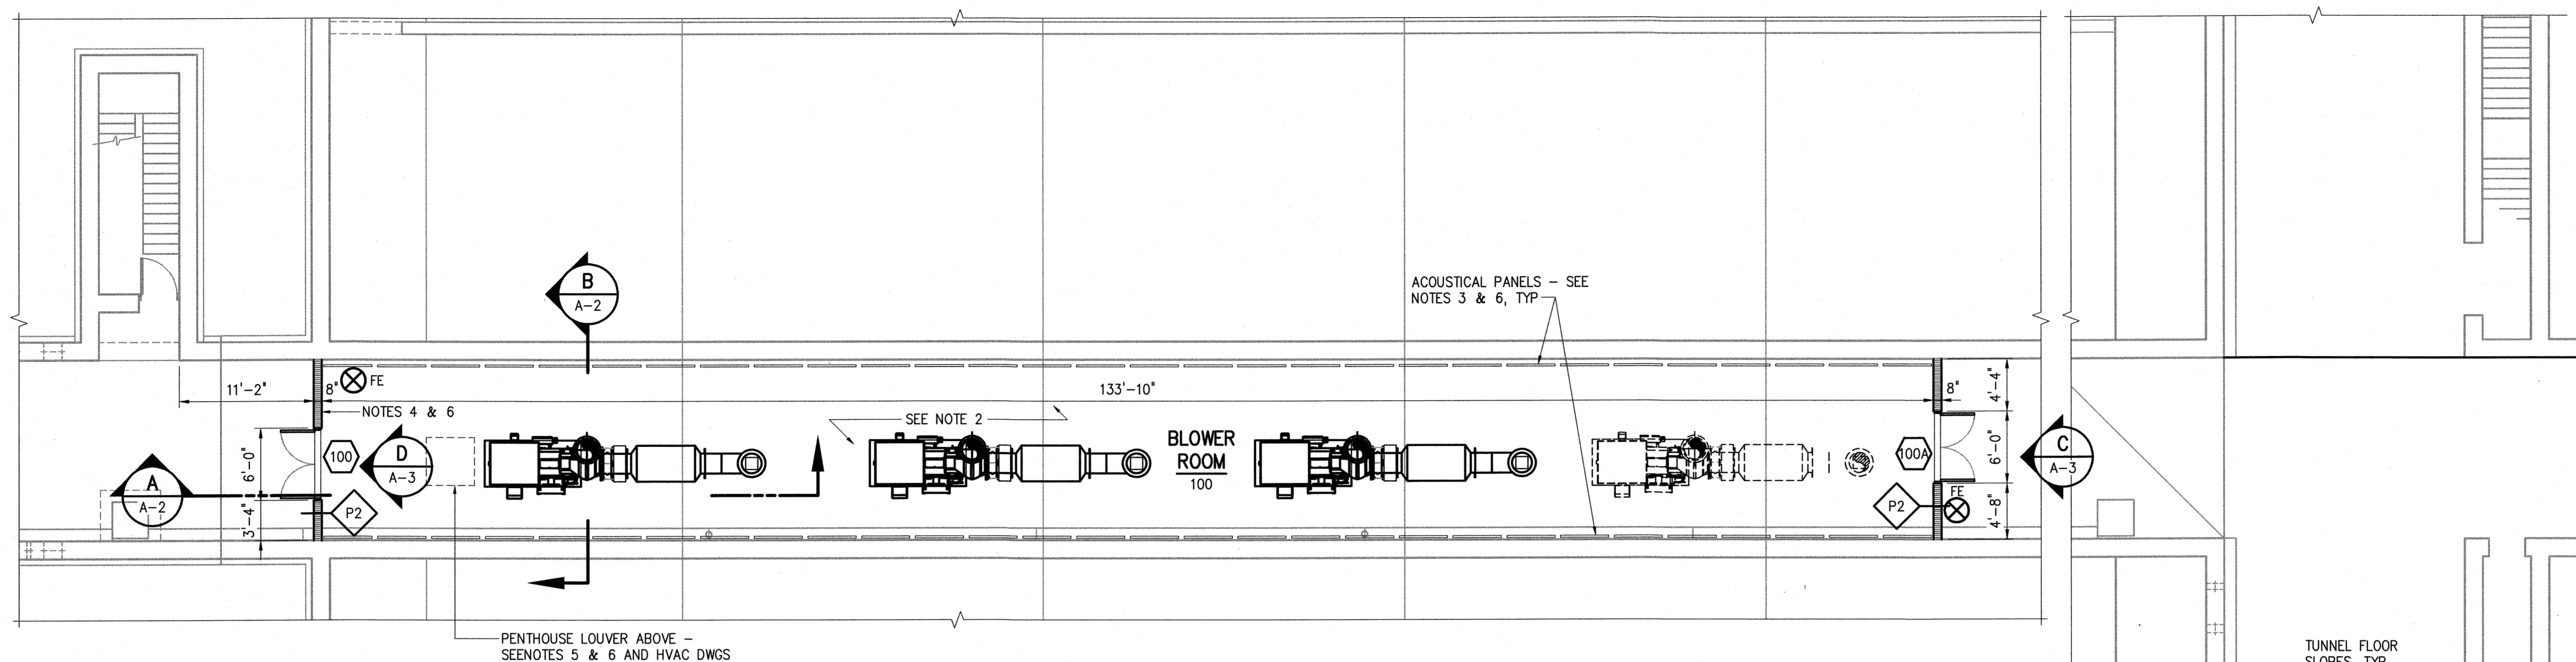 B
A-2
ACOUSTICAL PANELS - SEE
NOTES 3 & 6, TYP
11'-2"
8"
FE
133'-10"
8"
4'-4"
NOTES 4 & 6
SEE NOTE 2
BLOWER
ROOM
100
100
D
A-3
6'-0"
100A
6'-0"
C
A-3
A
A-2
P2
3'-4"
P2
FE
4'-8"
PENTHOUSE LOUVER ABOVE -
SEENOTES 5 & 6 AND HVAC DWGS
TUNNEL FLOOR
SLOPES, TYP